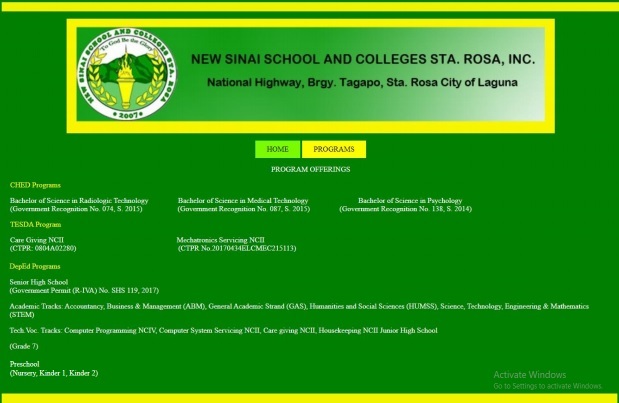 NEW SINAI SCHOOL AND COLLEGES STA. ROSA
To God Be the Glory
2007
NEW SINAI SCHOOL AND COLLEGES STA. ROSA, INC.
National Highway, Brgy. Tagapo, Sta. Rosa City of Laguna
HOME PROGRAMS
PROGRAM OFFERINGS
CHED Programs
Bachelor of Science in Radiologic Technology Bachelor of Science in Medical Technology Bachelor of Science in Psychology
(Government Recognition No. 074, S. 2015) (Government Recognition No. 087, S. 2015) (Government Recognition No. 138, S. 2014)
TESDA Program
Care Giving NCII Mechatronics Servicing NCII
(CTPR: 0804A02280) (CTPR No.20170434ELCMEC215113)
DepEd Programs
Senior High School
(Government Permit (R-IVA) No. SHS 119, 2017)
Academic Tracks: Accountancy, Business & Management (ABM), General Academic Strand (GAS), Humanities and Social Sciences (HUMSS), Science, Technology, Engineering & Mathematics
(STEM)
Tech.Voc. Tracks: Computer Programming NCIV, Computer System Servicing NCII, Care giving NCII, Housekeeping NCII Junior High School
(Grade 7)
Preschool
(Nursery, Kinder 1, Kinder 2)
Activate Windows
Go to Settings to activate Windows.